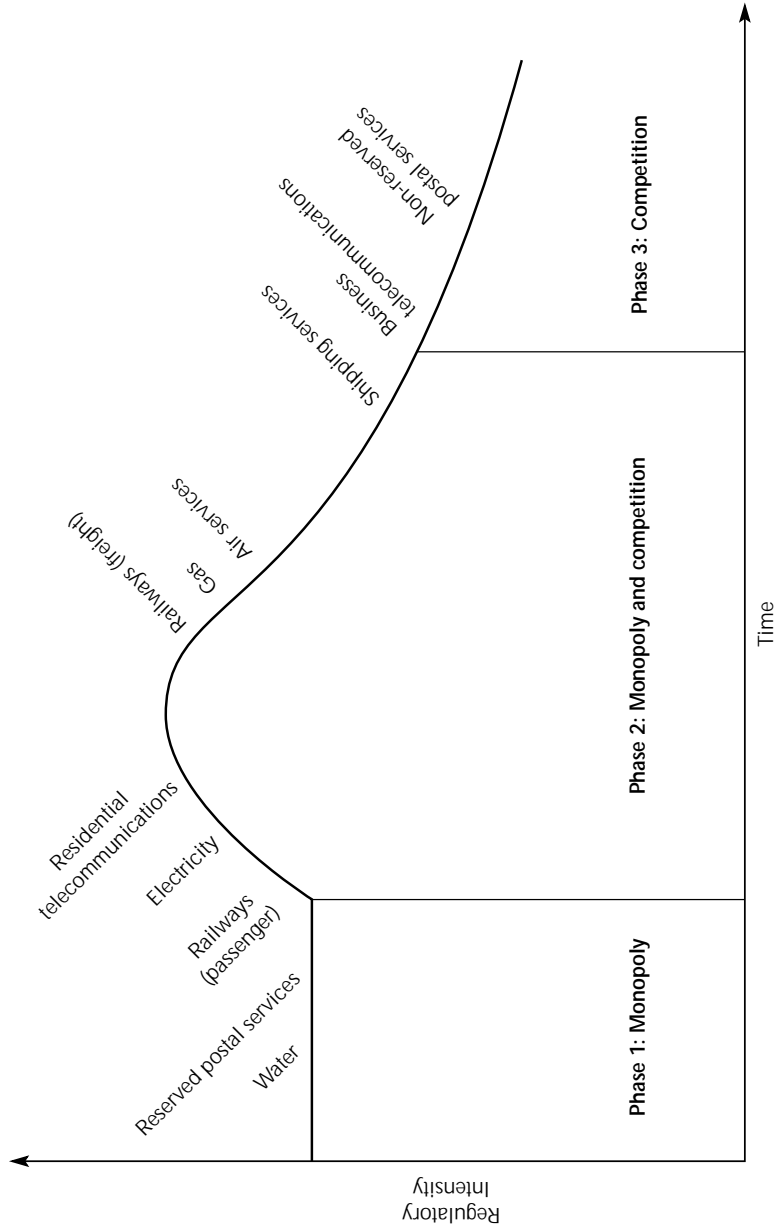 Regulatory
Intensity
Water
Reserved postal services
Railways
(passenger)
Electricity
Residential
telecommunications
Railways (freight)
Gas
Air services
Shipping services
Business
telecommunications
Non-reserved
postal services
Phase 1: Monopoly
Phase 2: Monopoly and competition
Phase 3: Competition
Time